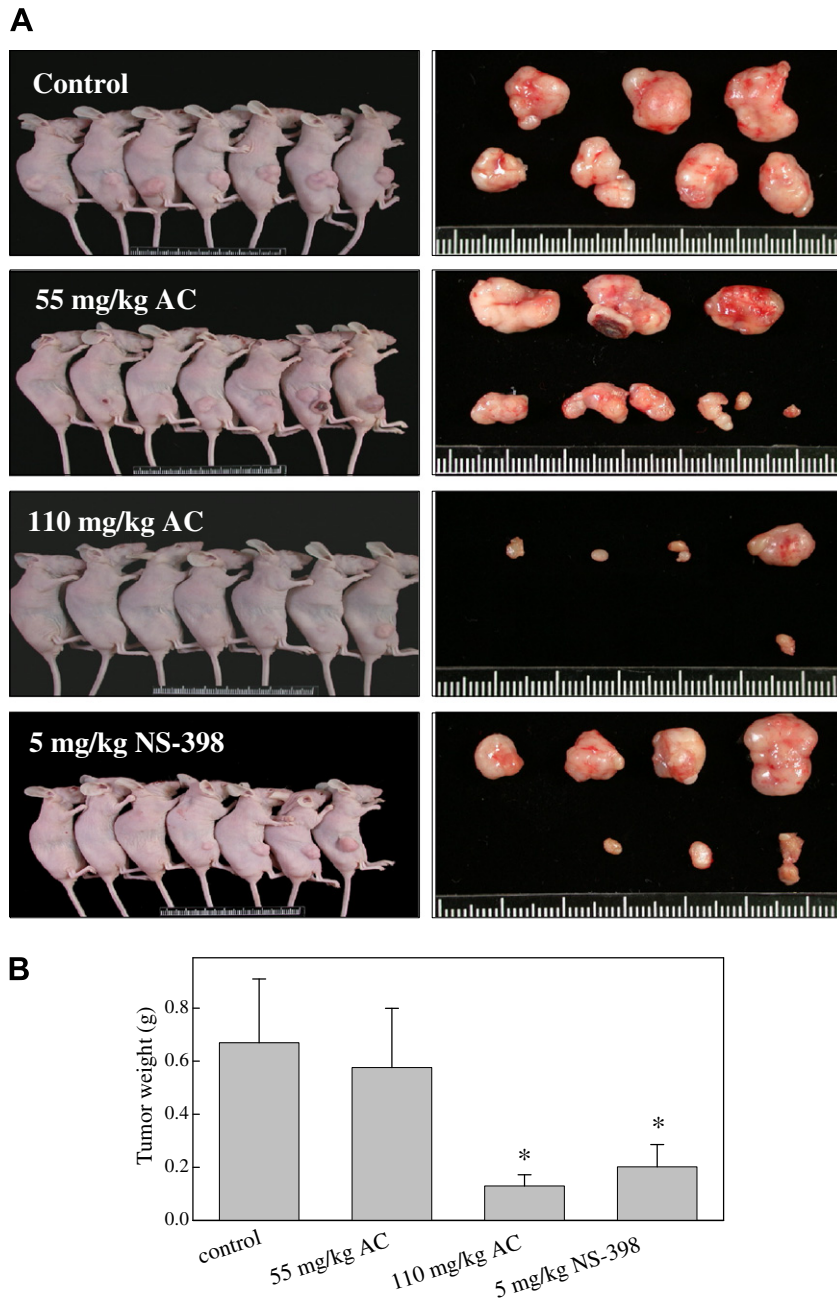 A
Control
55 mg/kg AC
110 mg/kg AC
5 mg/kg NS-398
B
Tumor weight (g)
0.8
0.6
0.4
0.2
0.0
*
*
control
55 mg/kg AC
110 mg/kg AC
5 mg/kg NS-398